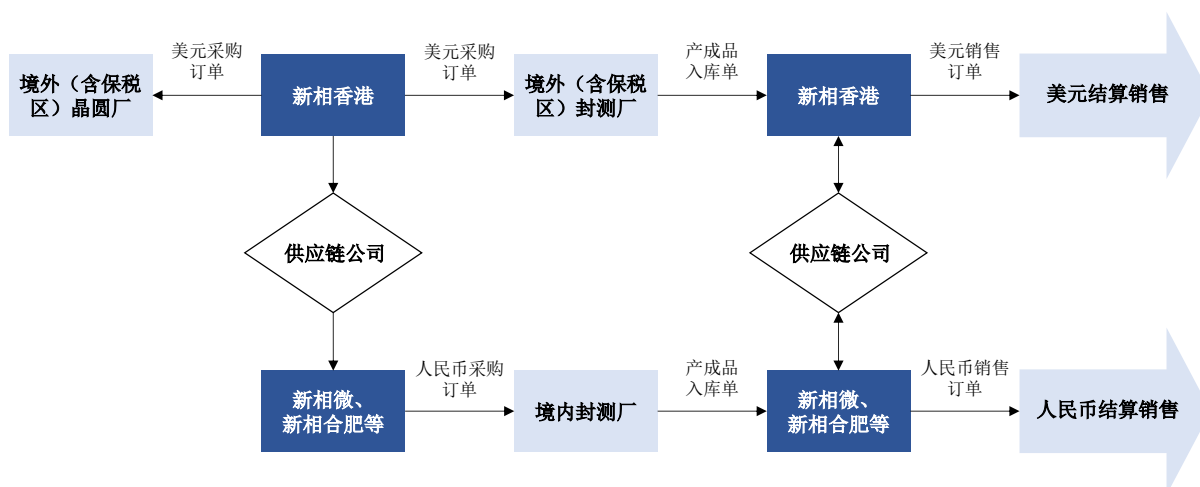 美元采购
订单
美元采购
订单
产成品
入库单
美元销售
订单
境外（含保税
区）晶圆厂
新相香港
境外（含保税
区）封测厂
新相香港
美元结算销售
供应链公司
供应链公司
人民币采购
订单
产成品
入库单
人民币销售
订单
新相微、
新相合肥等
境内封测厂
新相微、
新相合肥等
人民币结算销售